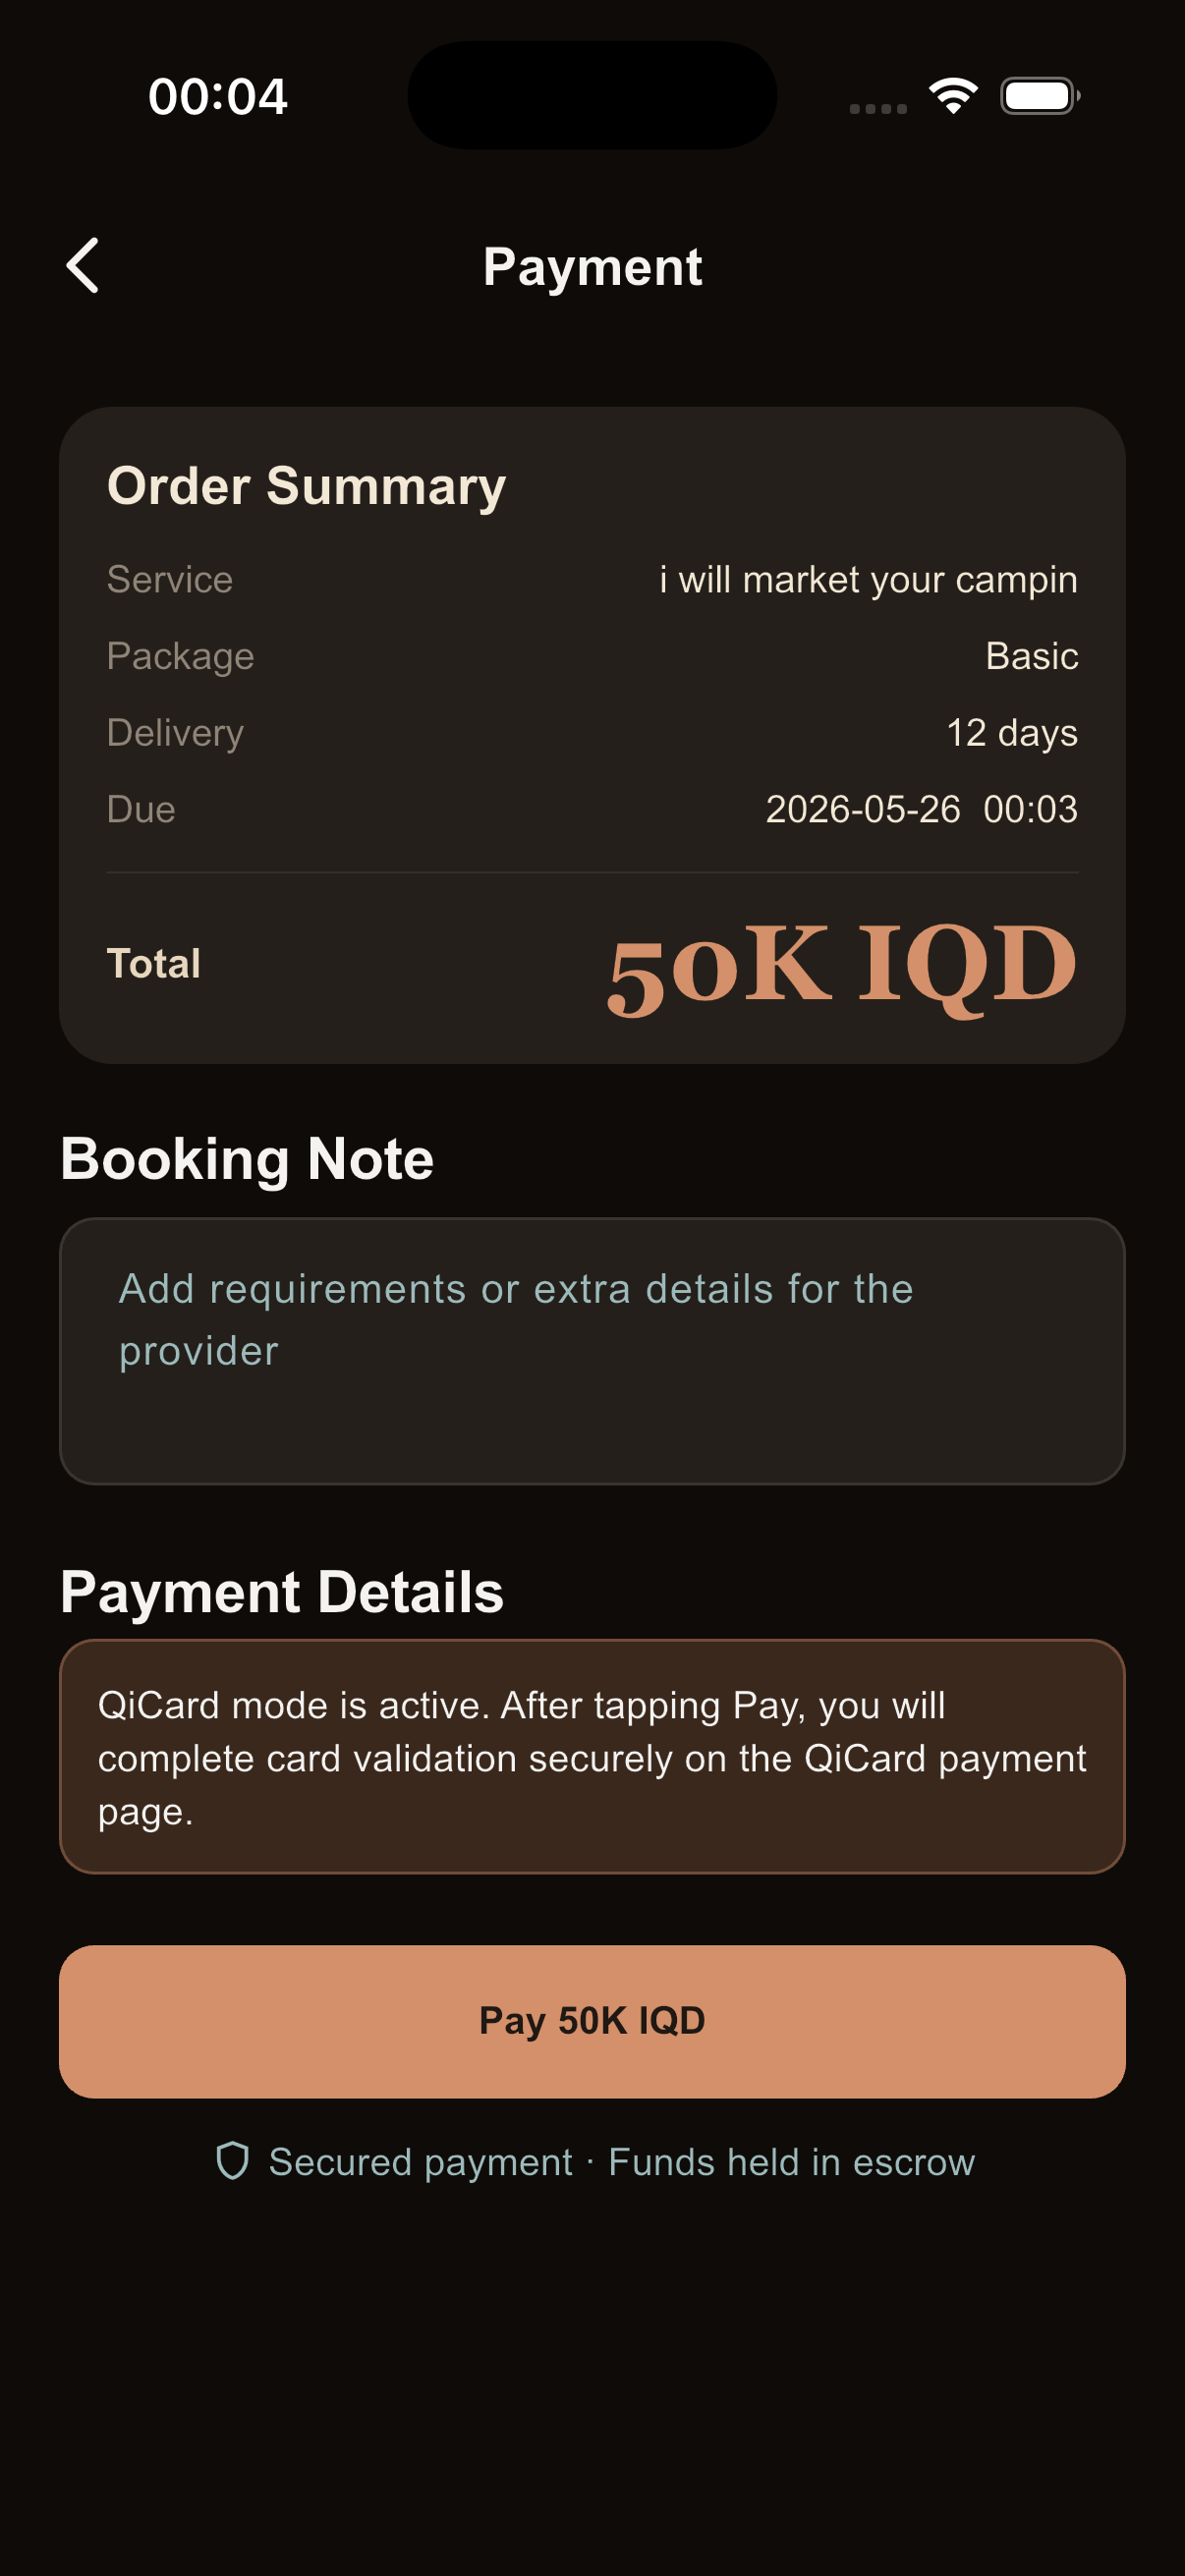 00:04
Payment
Order Summary
Service i will market your campin
Package Basic
Delivery 12 days
Due 2026-05-26 00:03
Total 50K IQD
Booking Note
Add requirements or extra details for the
provider
Payment Details
QiCard mode is active. After tapping Pay, you will
complete card validation securely on the QiCard payment
page.
Pay 50K IQD
Secured payment · Funds held in escrow